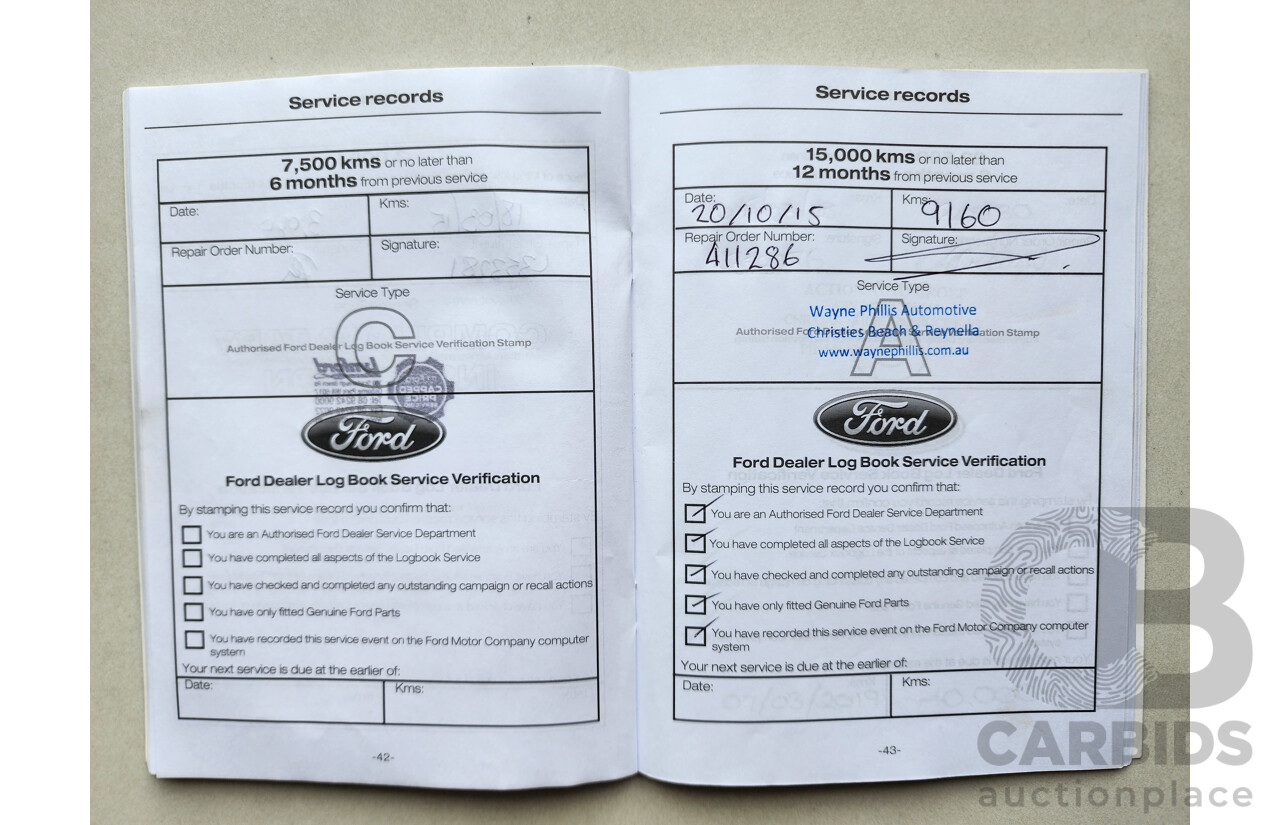 Service records
7,500 kms or no later than
6 months from previous service
Date:
Kms:
Repair Order Number:
Signature:
Service Type
C
Authorised Ford Dealer Log Book Service Verification Stamp
Ford
Ford Dealer Log Book Service Verification
By stamping this service record you confirm that:
You are an Authorised Ford Dealer Service Department
You have completed all aspects of the Logbook Service
You have checked and completed any outstanding campaign or recall actions
You have only fitted Genuine Ford Parts
You have recorded this service event on the Ford Motor Company computer
system
Your next service is due at the earlier of:
Date:
Kms:
-42-
Service records
15,000 kms or no later than
12 months from previous service
Date:
20/10/15
Kms:
9160
Repair Order Number:
411286
Signature:
Service Type
A
Wayne Phillis Automotive
Christies Beach & Reynella
www.waynephillis.com.au
Ford
Ford Dealer Log Book Service Verification
By stamping this service record you confirm that:
You are an Authorised Ford Dealer Service Department
You have completed all aspects of the Logbook Service
You have checked and completed any outstanding campaign or recall actions
You have only fitted Genuine Ford Parts
You have recorded this service event on the Ford Motor Company computer
system
Your next service is due at the earlier of:
Date:
Kms:
-43-
CB
CARBIDS
auctionplace